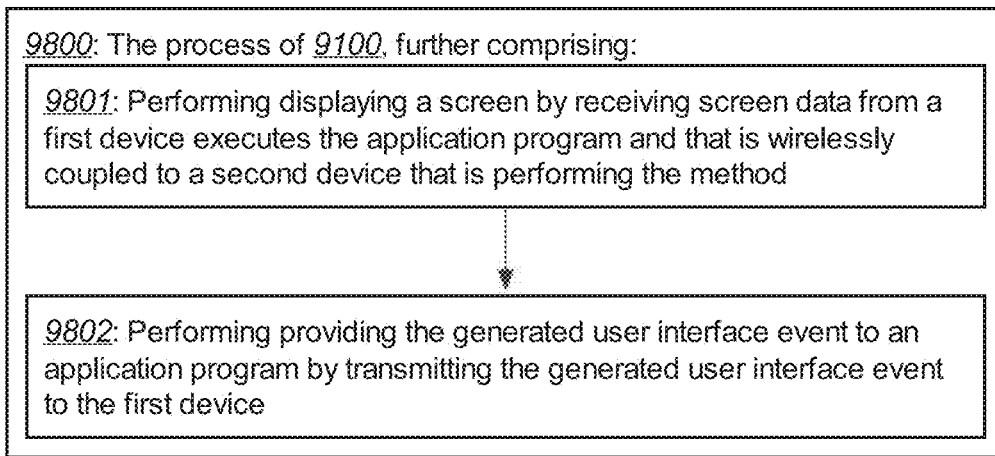 9800: The process of 9100, further comprising:
9801: Performing displaying a screen by receiving screen data from a
first device executes the application program and that is wirelessly
coupled to a second device that is performing the method
9802: Performing providing the generated user interface event to an
application program by transmitting the generated user interface event
to the first device